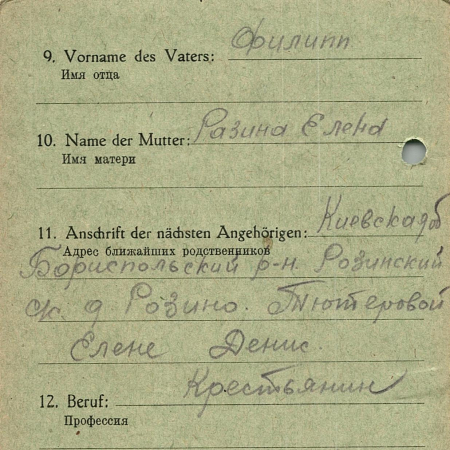 9. Vorname des Vaters: Филипп
Имя отца
10. Name der Mutter: Разина Елена
Имя матери
11. Anschrift der nächsten Angehörigen: Киевская об
Адрес ближайших родственников
Бориспольский р-н. Розинский
с/с. д Розино. Тютеровой
Елене Денис.
12. Beruf: Крестьянин
Профессия